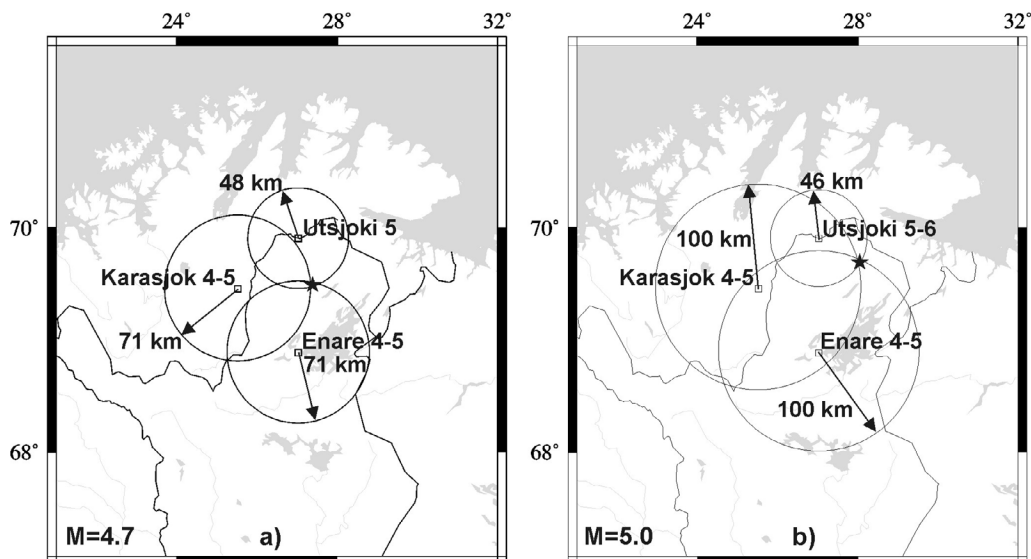 24° 28° 32°
48 km
70° Utsjoki 5
Karasjok 4-5
71 km
Enare 4-5
71 km
68°
M=4.7 a)
24° 28° 32°
46 km
70° Utsjoki 5-6
100 km
Karasjok 4-5
Enare 4-5
100 km
68°
M=5.0 b)